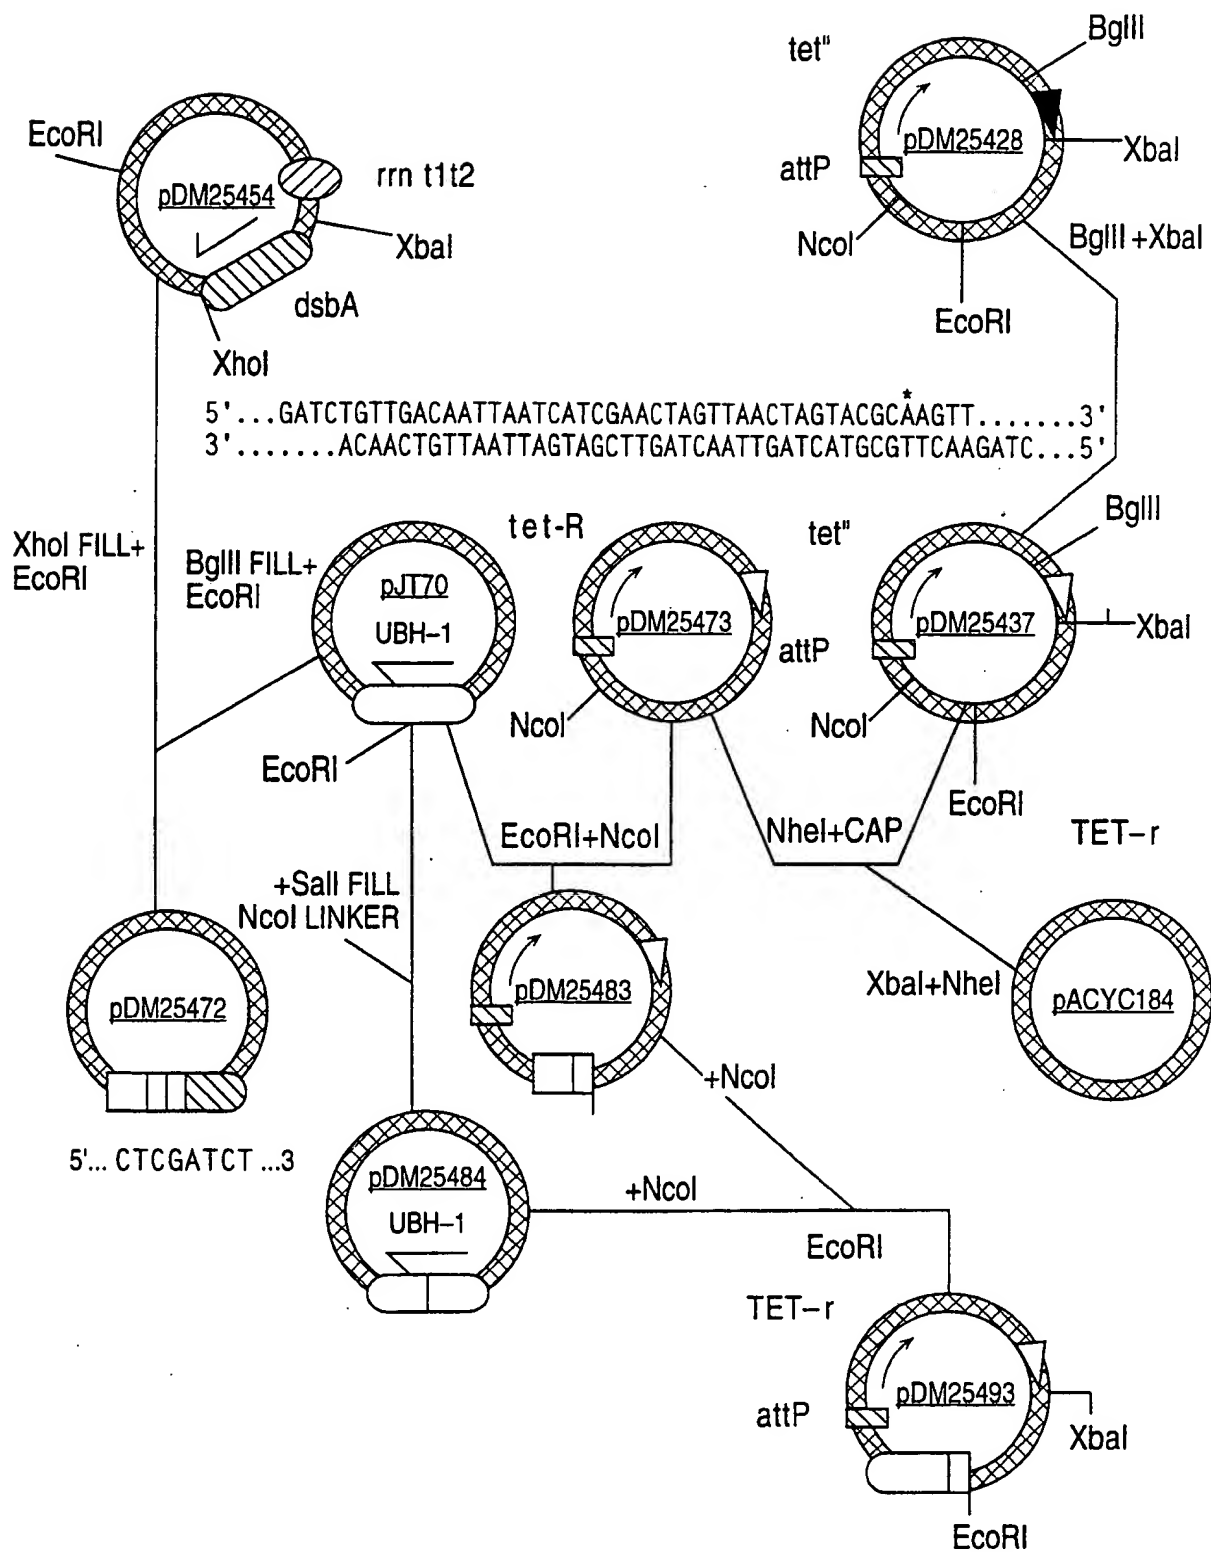 tet"
BglII
EcoRI
rrn t1t2
pDM25454
pDM25428
XbaI
attP
NcoI
BglII+XbaI
XbaI
dsbA
EcoRI
XhoI
*
5'...GATCTGTTGACAATTAATCATCGAACTAGTTAACTAGTACGCAAGTT.......3'
3'.......ACAACTGTTAATTAGTAGCTTGATCAATTGATCATGCGTTCAAGATC...5'
XhoI FILL+
EcoRI
BglII FILL+
EcoRI
tet-R
tet"
BglII
pJT70
UBH-1
pDM25473
attP
pDM25437
XbaI
NcoI
NcoI
EcoRI
EcoRI
EcoRI+NcoI
NheI+CAP
TET-r
+SalI FILL
NcoI LINKER
pDM25472
pDM25483
XbaI+NheI
pACYC184
+NcoI
5'... CTCGATCT ...3
pDM25484
UBH-1
+NcoI
EcoRI
TET-r
attP
pDM25493
XbaI
EcoRI